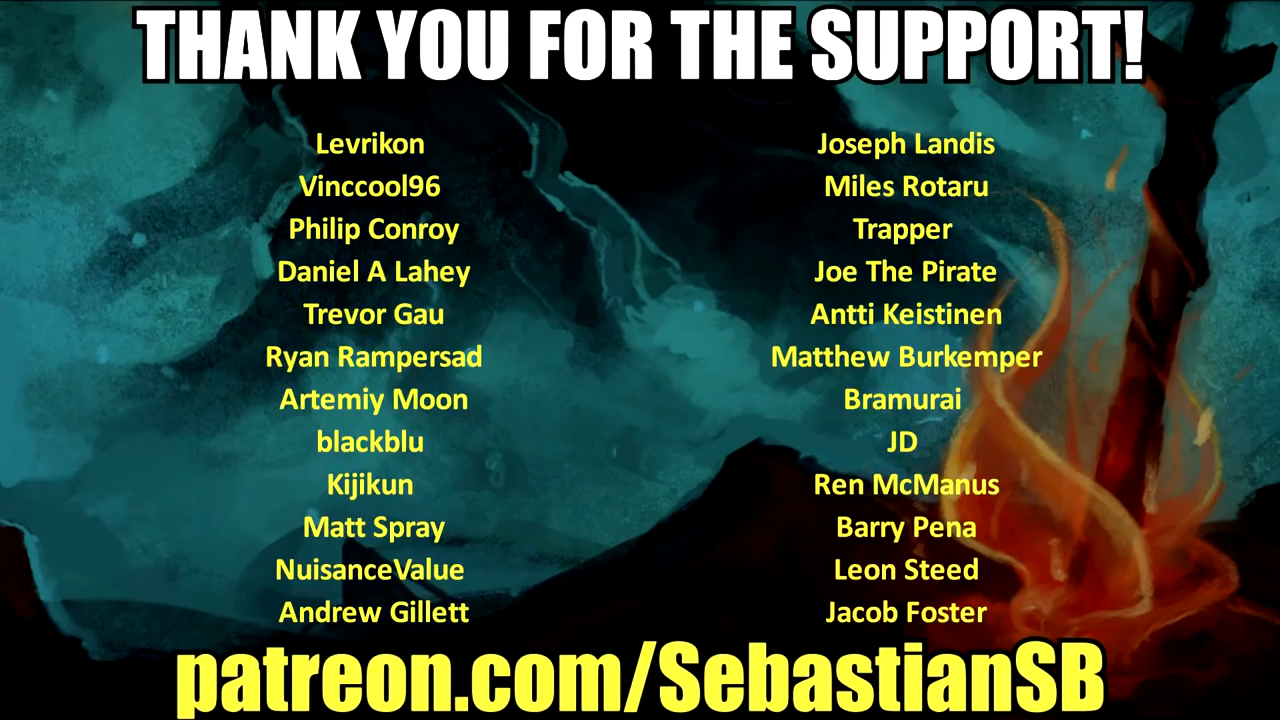 THANK YOU FOR THE SUPPORT!
Levrikon
Vinccool96
Philip Conroy
Daniel A Lahey
Trevor Gau
Ryan Rampersad
Artemiy Moon
blackblu
Kijikun
Matt Spray
NuisanceValue
Andrew Gillett
Joseph Landis
Miles Rotaru
Trapper
Joe The Pirate
Antti Keistinen
Matthew Burkemper
Bramurai
JD
Ren McManus
Barry Pena
Leon Steed
Jacob Foster
patreon.com/SebastianSB